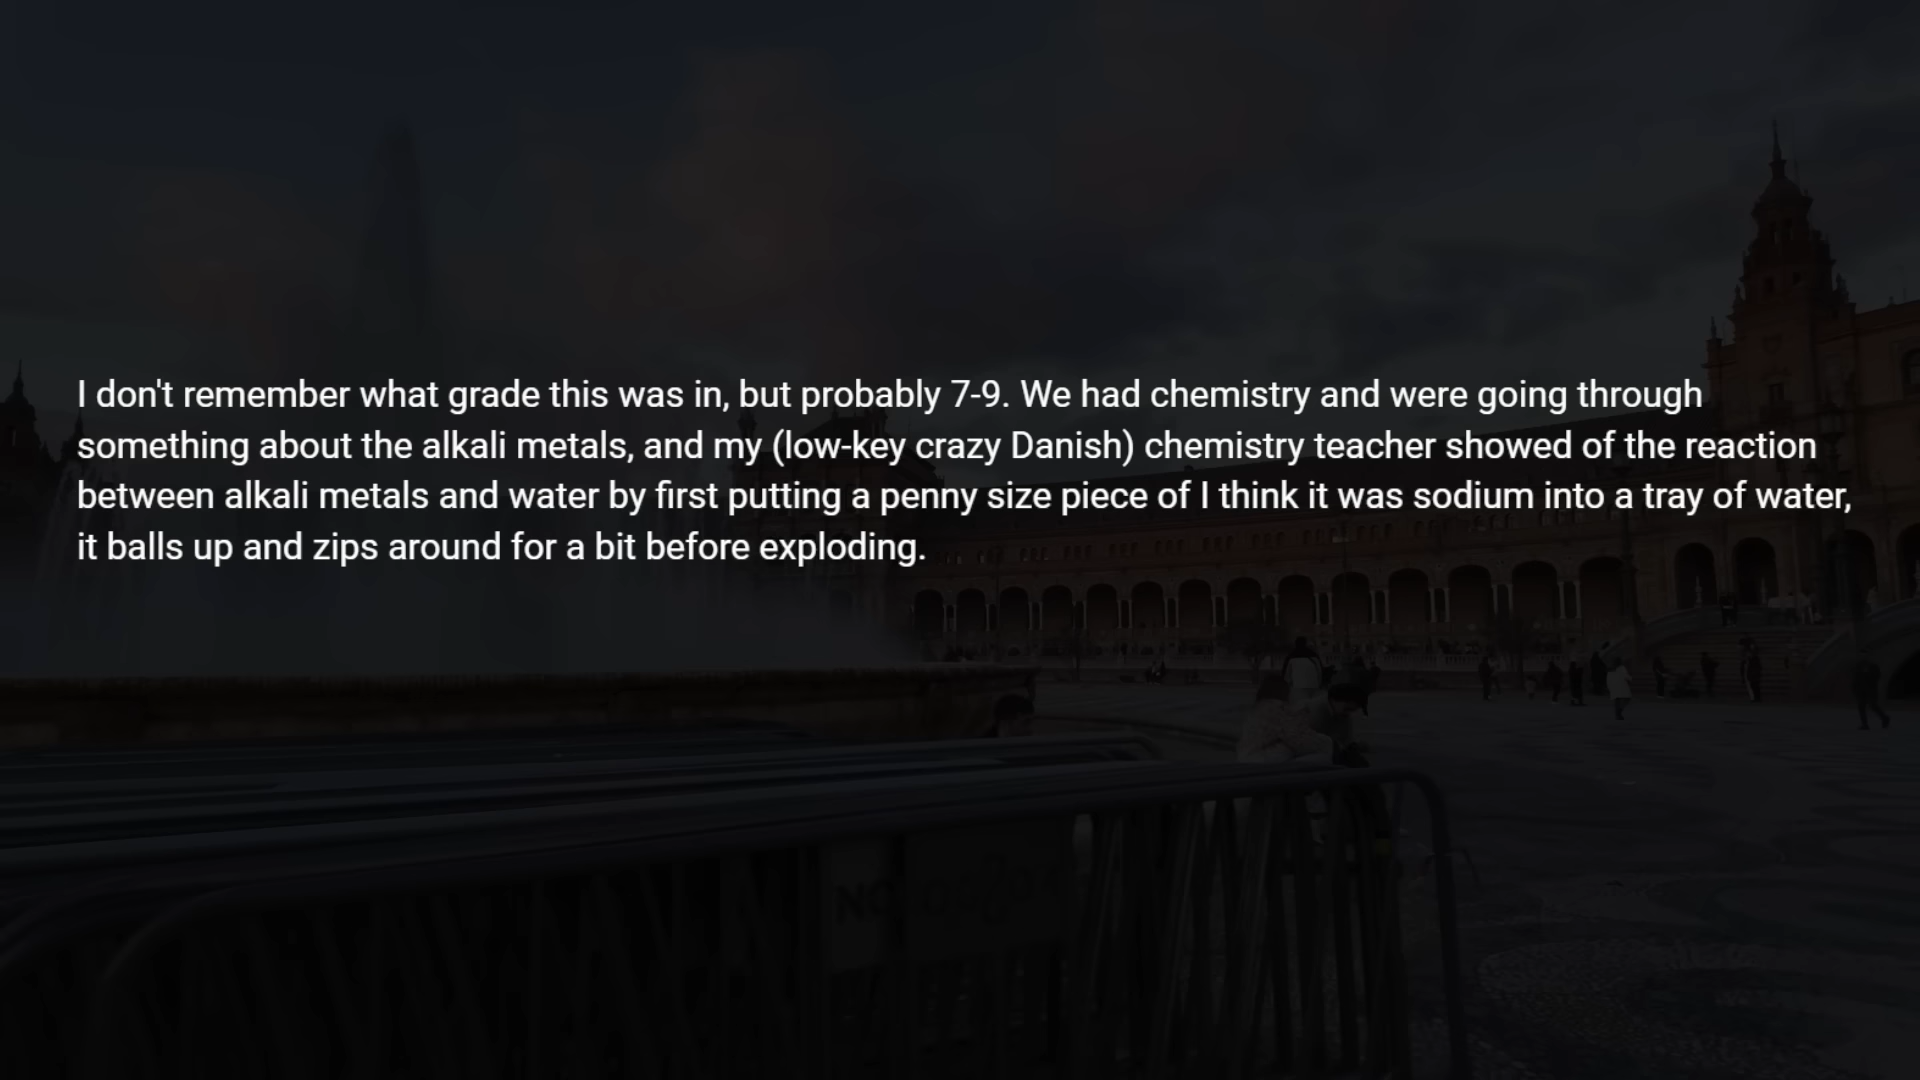 I don't remember what grade this was in, but probably 7-9. We had chemistry and were going through
something about the alkali metals, and my (low-key crazy Danish) chemistry teacher showed of the reaction
between alkali metals and water by first putting a penny size piece of I think it was sodium into a tray of water,
it balls up and zips around for a bit before exploding.